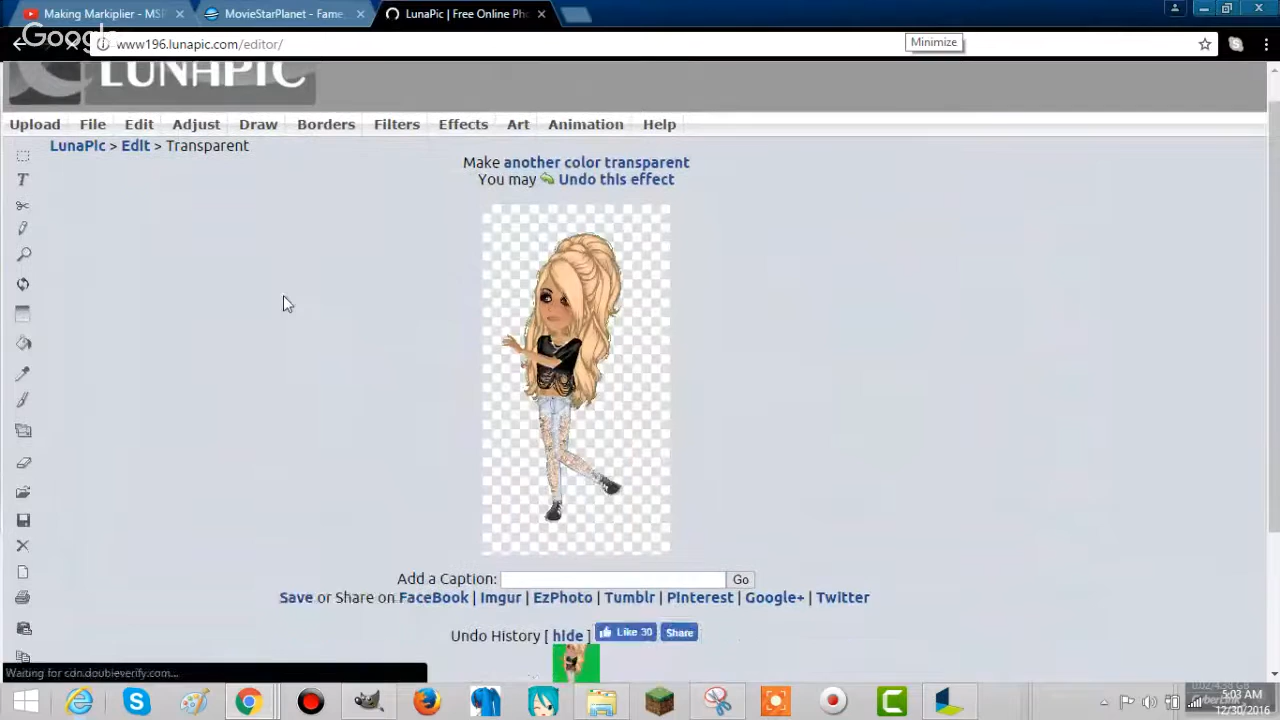 Making Markiplier - MSP
MovieStarPlanet - Fame,
LunaPic | Free Online Pho
Google
www196.lunapic.com/editor/
Minimize
LUNAPIC
Upload File Edit Adjust Draw Borders Filters Effects Art Animation Help
LunaPic > Edit > Transparent
Make another color transparent
You may Undo this effect
Add a Caption: Go
Save or Share on FaceBook | Imgur | EzPhoto | Tumblr | Pinterest | Google+ | Twitter
Undo History [ hide ] Like 30 Share
Waiting for cdn.doubleverify.com...
5:03 AM
CyberLink
12/30/2016